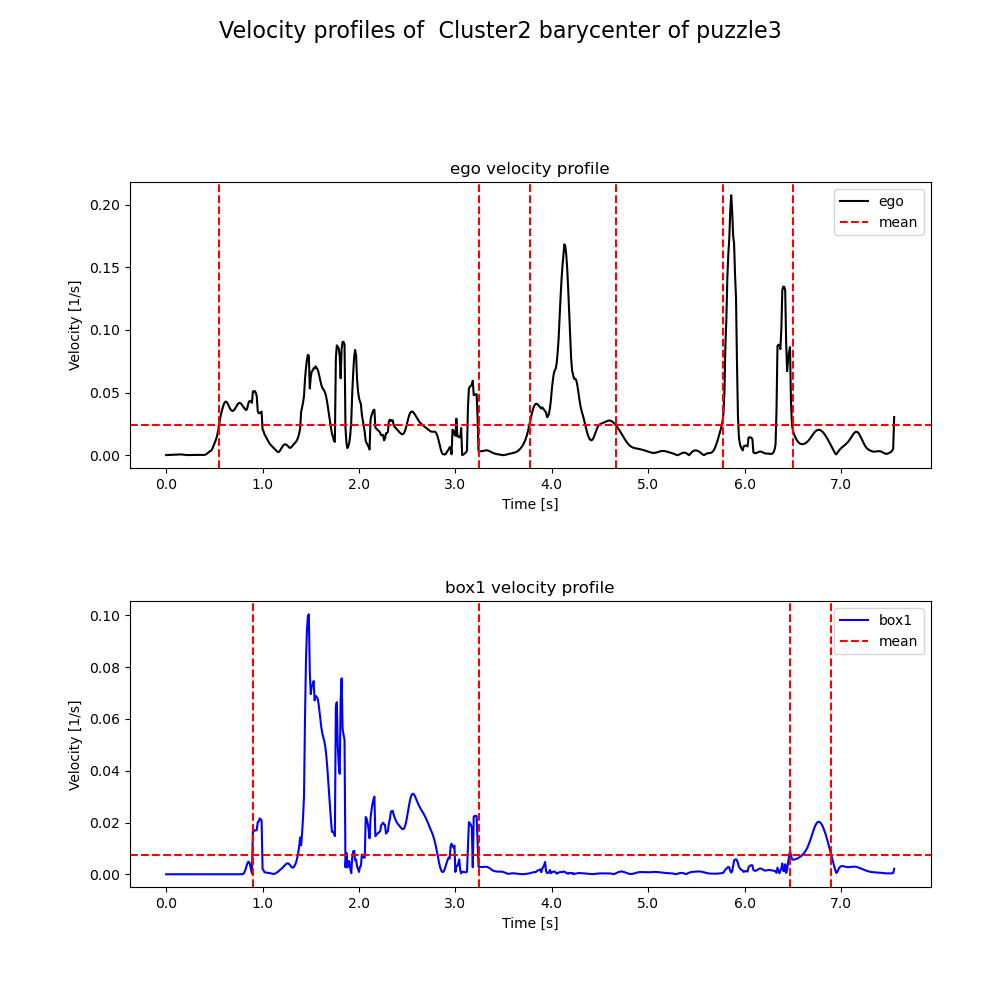 Velocity profiles of  Cluster2 barycenter of puzzle3
ego velocity profile
ego
mean
0.20
0.15
0.10
0.05
0.00
Velocity [1/s]
0.0 1.0 2.0 3.0 4.0 5.0 6.0 7.0
Time [s]
box1 velocity profile
box1
mean
0.10
0.08
0.06
0.04
0.02
0.00
Velocity [1/s]
0.0 1.0 2.0 3.0 4.0 5.0 6.0 7.0
Time [s]